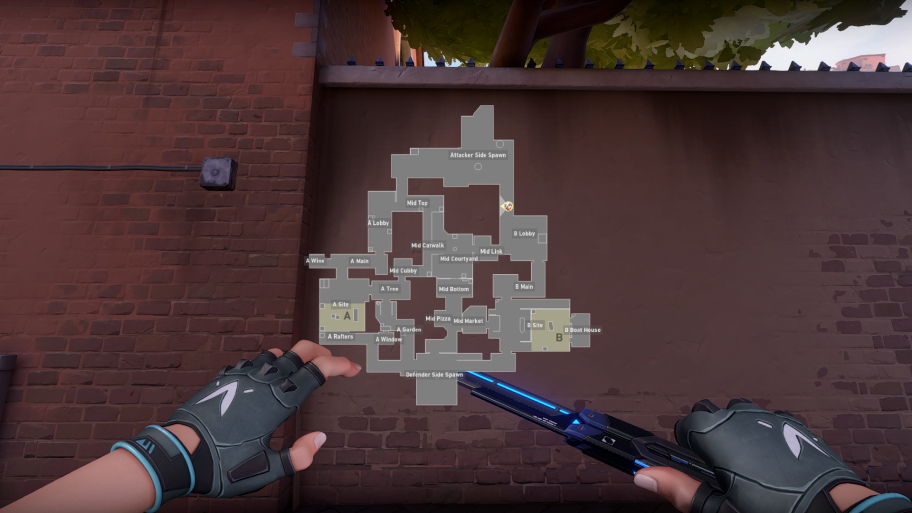 Attacker Side Spawn
Mid Top
A Lobby
B Lobby
Mid Catwalk
Mid Link
A Wine
A Main
Mid Courtyard
Mid Cubby
A Tree
Mid Bottom
B Main
A Site
A
Mid Pizza
Mid Market
B Site
B Boat House
A Garden
A Rafters
A Window
B
Defender Side Spawn